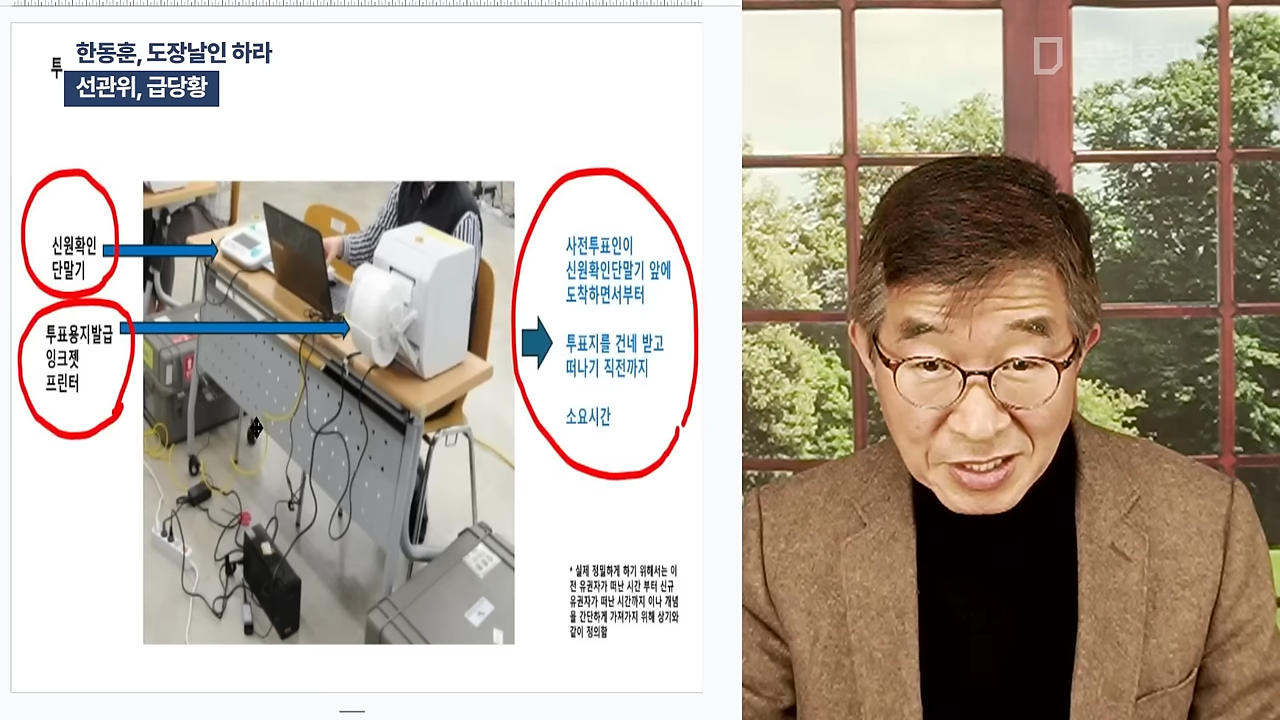 투
한동훈, 도장날인 하라
선관위, 급당황
신원확인
단말기
투표용지발급
잉크젯
프린터
사전투표인이
신원확인단말기 앞에
도착하면서부터
투표지를 건네 받고
떠나기 직전까지
소요시간
* 실제 정밀하게 하기 위해서는 이
전 유권자가 떠난 시간 부터 신규
유권자가 떠난 시간까지 이나 개념
을 간단하게 가져가기 위해 상기와
같이 정의함